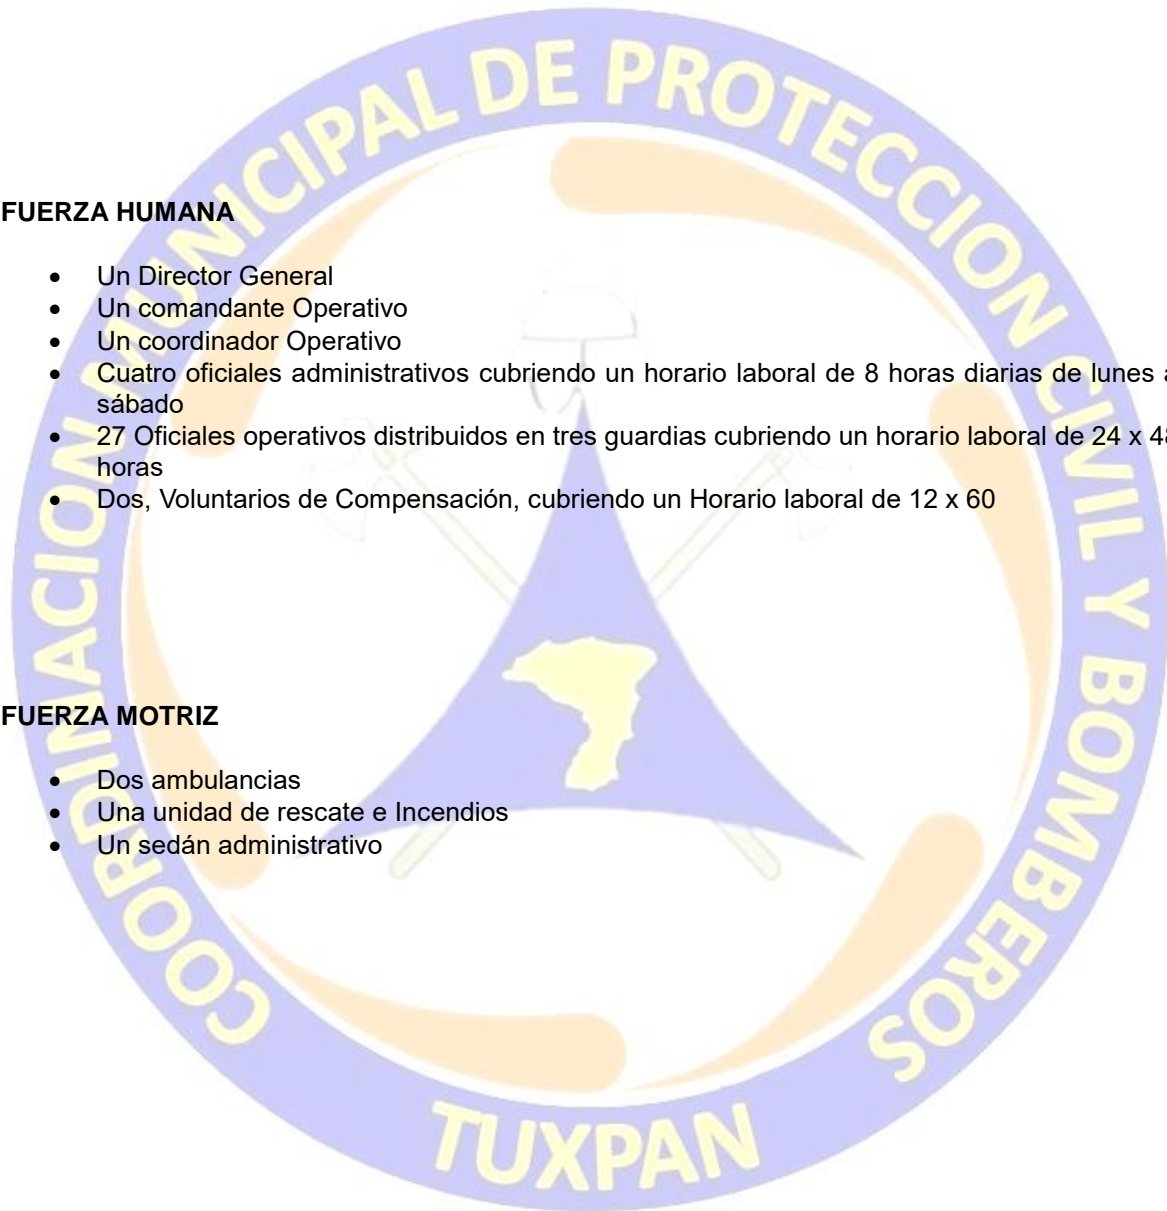 COORDINACION MUNICIPAL DE PROTECCION CIVIL Y BOMBEROS
FUERZA HUMANA
• Un Director General
• Un comandante Operativo
• Un coordinador Operativo
• Cuatro oficiales administrativos cubriendo un horario laboral de 8 horas diarias de lunes a
sábado
• 27 Oficiales operativos distribuidos en tres guardias cubriendo un horario laboral de 24 x 48
horas
• Dos, Voluntarios de Compensación, cubriendo un Horario laboral de 12 x 60
FUERZA MOTRIZ
• Dos ambulancias
• Una unidad de rescate e Incendios
• Un sedán administrativo
TUXPAN